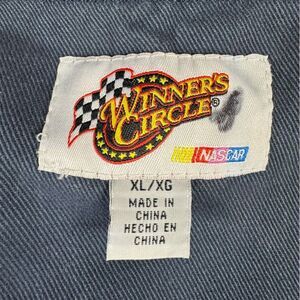 WINNER'S
CIRCLE®
NASCAR
XL/XG
MADE IN
CHINA
HECHO EN
CHINA